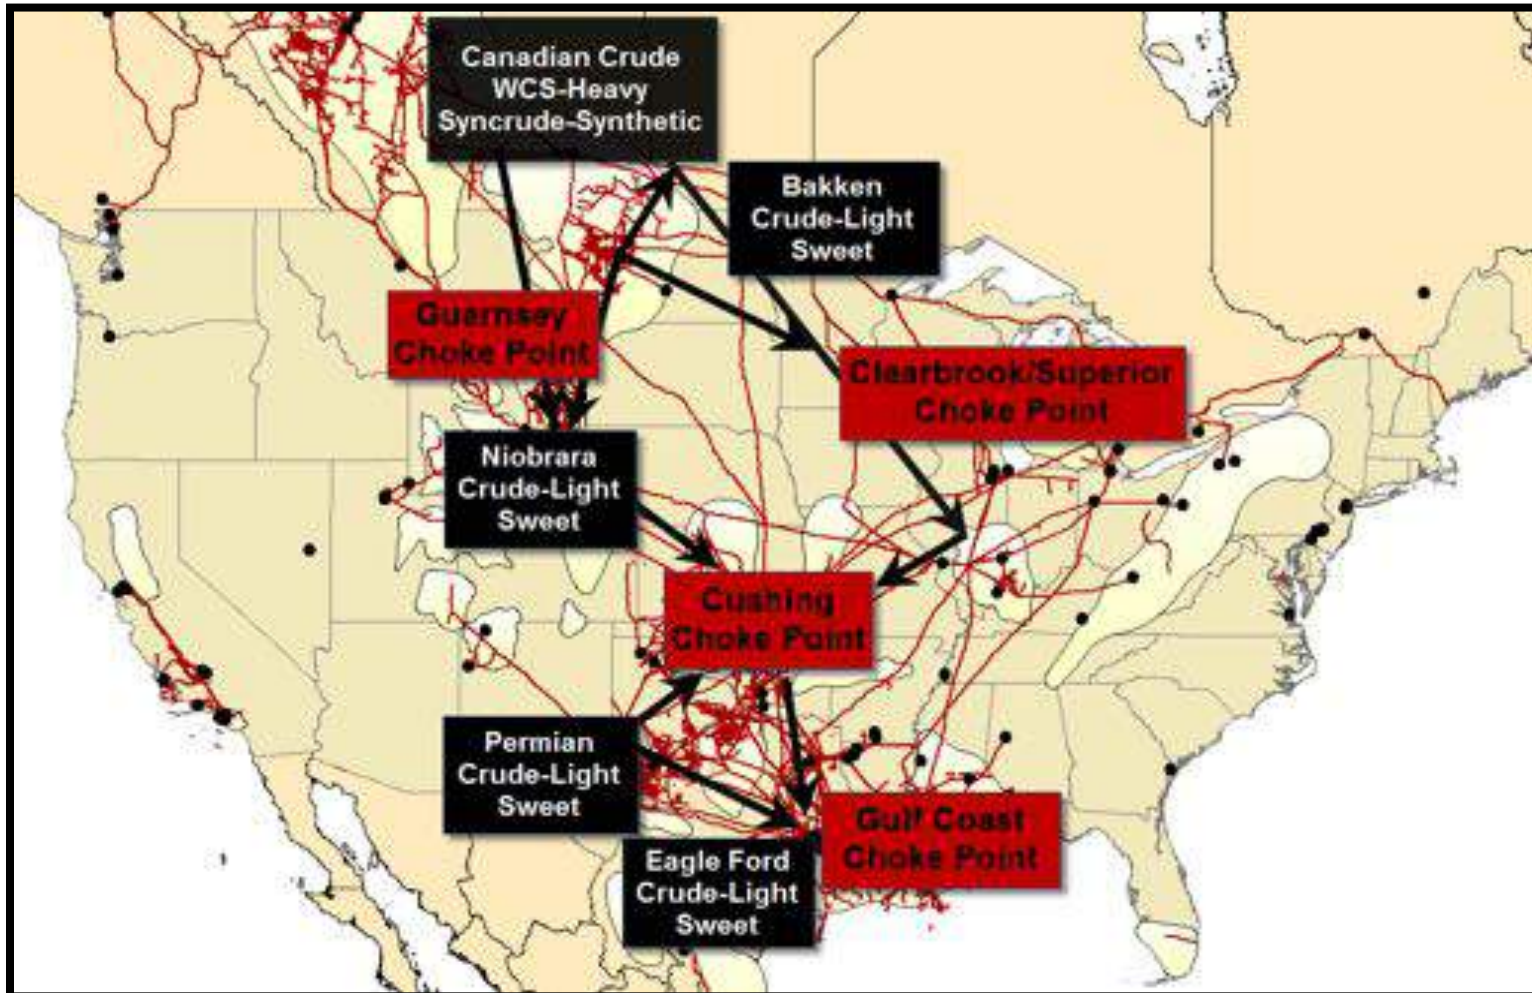 Canadian Crude
WCS-Heavy
Syncrude-Synthetic
Bakken
Crude-Light
Sweet
Guernsey
Choke Point
Clearbrook/Superior
Choke Point
Niobrara
Crude-Light
Sweet
Cushing
Choke Point
Permian
Crude-Light
Sweet
Gulf Coast
Choke Point
Eagle Ford
Crude-Light
Sweet